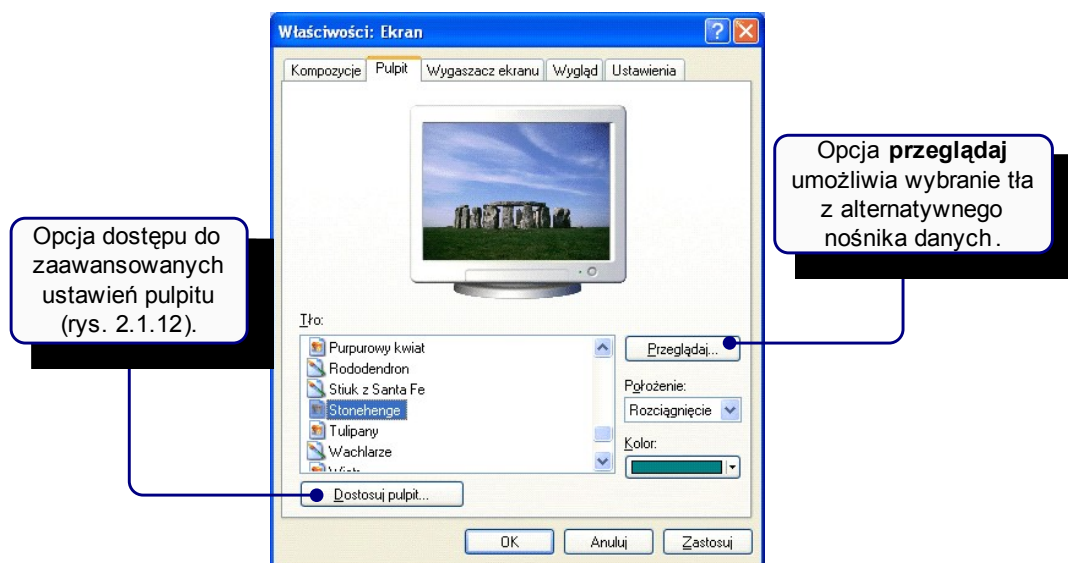 Właściwości: Ekran
Kompozycje Pulpit Wygaszacz ekranu Wygląd Ustawienia
Opcja przeglądaj
umożliwia wybranie tła
z alternatywnego
nośnika danych.
Opcja dostępu do
zaawansowanych
ustawień pulpitu
(rys. 2.1.12).
Tło:
Purpurowy kwiat
Rododendron
Stiuk z Santa Fe
Stonehenge
Tulipany
Wachlarze
Przeglądaj...
Położenie:
Rozciągnięcie
Kolor:
Dostosuj pulpit...
OK Anuluj Zastosuj